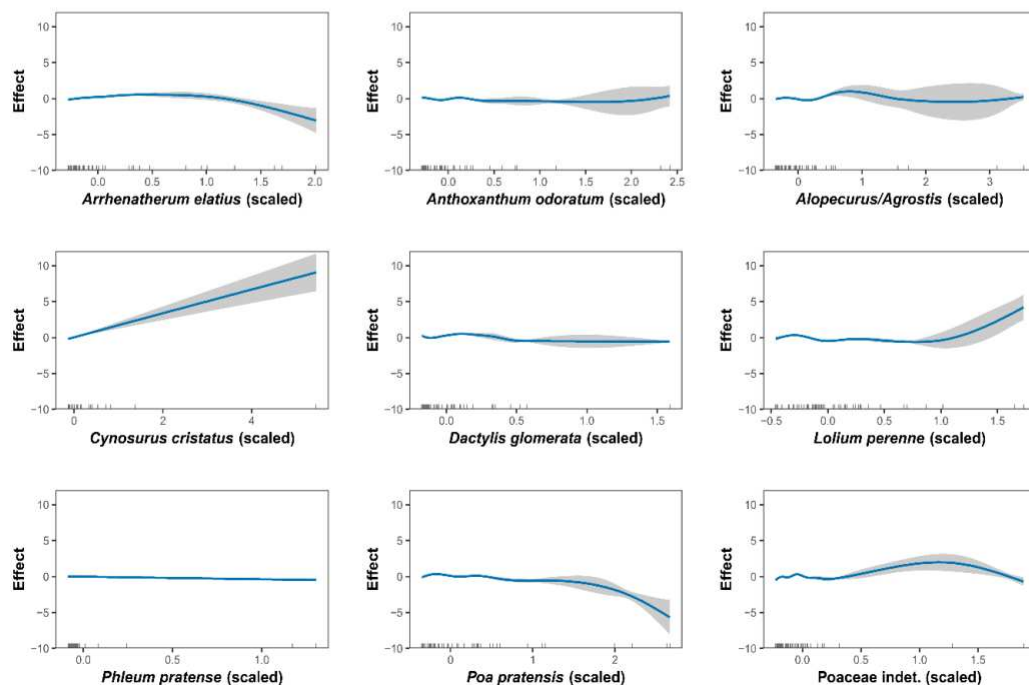 10
5
0
−5
−10
Effect
0.0 0.5 1.0 1.5 2.0
Arrhenatherum elatius (scaled)
10
5
0
−5
−10
Effect
0.0 0.5 1.0 1.5 2.0 2.5
Anthoxanthum odoratum (scaled)
10
5
0
−5
−10
Effect
0 1 2 3
Alopecurus/Agrostis (scaled)
10
5
0
−5
−10
Effect
0 2 4
Cynosurus cristatus (scaled)
10
5
0
−5
−10
Effect
0.0 0.5 1.0 1.5
Dactylis glomerata (scaled)
10
5
0
−5
−10
Effect
−0.5 0.0 0.5 1.0 1.5
Lolium perenne (scaled)
10
5
0
−5
−10
Effect
0.0 0.5 1.0
Phleum pratense (scaled)
10
5
0
−5
−10
Effect
0 1 2
Poa pratensis (scaled)
10
5
0
−5
−10
Effect
0.0 0.5 1.0 1.5
Poaceae indet. (scaled)